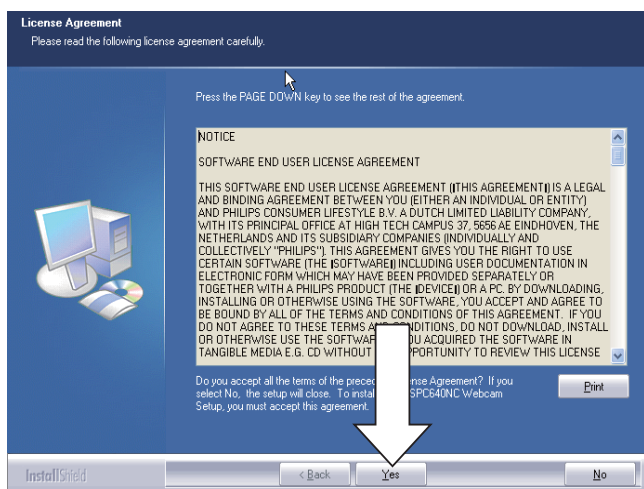 License Agreement
Please read the following license agreement carefully.
Press the PAGE DOWN key to see the rest of the agreement.
NOTICE
SOFTWARE END USER LICENSE AGREEMENT
THIS SOFTWARE END USER LICENSE AGREEMENT (|THIS AGREEMENT|) IS A LEGAL
AND BINDING AGREEMENT BETWEEN YOU (EITHER AN INDIVIDUAL OR ENTITY)
AND PHILIPS CONSUMER LIFESTYLE B.V. A DUTCH LIMITED LIABILITY COMPANY,
WITH ITS PRINCIPAL OFFICE AT HIGH TECH CAMPUS 37, 5656 AE EINDHOVEN, THE
NETHERLANDS AND ITS SUBSIDIARY COMPANIES (INDIVIDUALLY AND
COLLECTIVELY "PHILIPS"). THIS AGREEMENT GIVES YOU THE RIGHT TO USE
CERTAIN SOFTWARE (THE |SOFTWARE|) INCLUDING USER DOCUMENTATION IN
ELECTRONIC FORM WHICH MAY HAVE BEEN PROVIDED SEPARATELY OR
TOGETHER WITH A PHILIPS PRODUCT (THE |DEVICE|) OR A PC. BY DOWNLOADING,
INSTALLING OR OTHERWISE USING THE SOFTWARE, YOU ACCEPT AND AGREE TO
BE BOUND BY ALL OF THE TERMS AND CONDITIONS OF THIS AGREEMENT. IF YOU
DO NOT AGREE TO THESE TERMS AND CONDITIONS, DO NOT DOWNLOAD, INSTALL
OR OTHERWISE USE THE SOFTWARE. ACQUIRED THE SOFTWARE IN
TANGIBLE MEDIA E.G. CD WITHOUT TO REVIEW THIS LICENSE
Do you accept all the terms of the License Agreement? If you
select No, the setup will close. To SPC640NC Webcam
Setup, you must accept this agreement.
Print
InstallShield
< Back
Yes
No